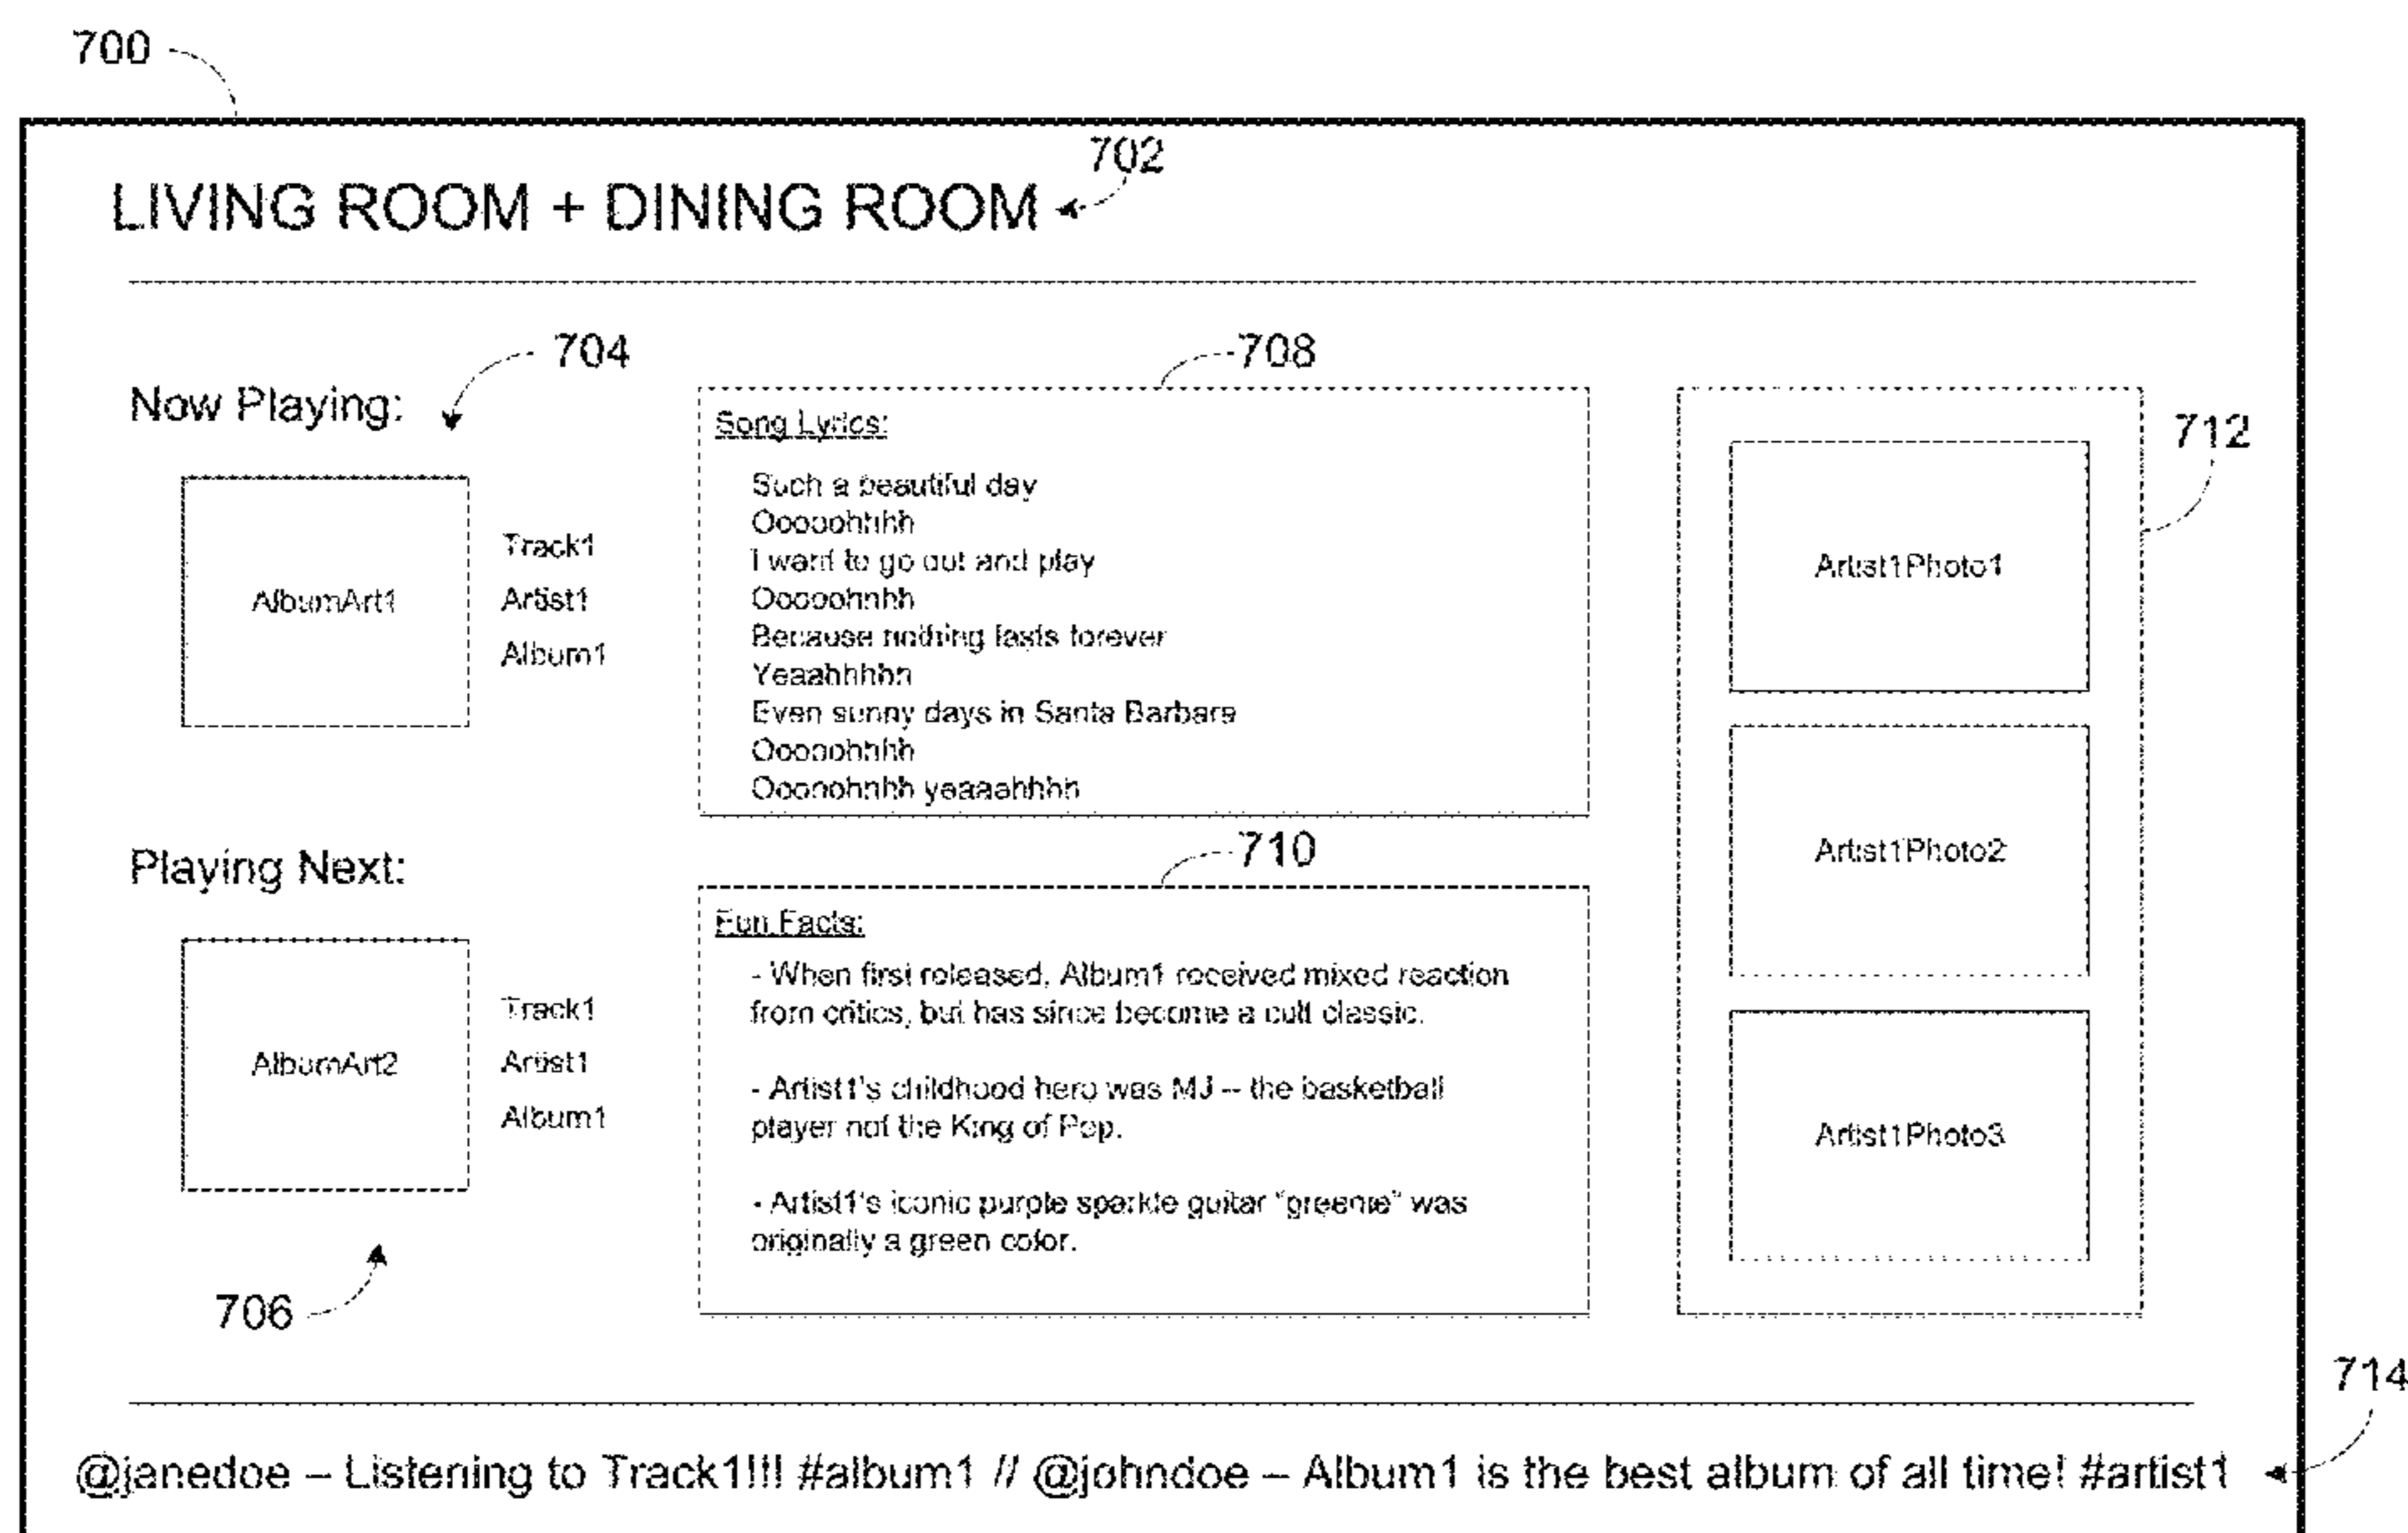 700
702
LIVING ROOM + DINING ROOM
704
Now Playing:
AlbumArt1
Track1
Artist1
Album1
Playing Next:
AlbumArt2
Track1
Artist1
Album1
706
708
Song Lyrics:
Such a beautiful day
Ooooohhhh
I want to go out and play
Ooooohhhh
Because nothing lasts forever
Yeaahhhhh
Even sunny days in Santa Barbara
Ooooohhhh
Ooooohhhh yeaaahhhh
710
Fun Facts:
- When first released, Album1 received mixed reaction
from critics, but has since become a cult classic.
- Artist1's childhood hero was MJ – the basketball
player not the King of Pop.
- Artist1's iconic purple sparkle guitar "greenie" was
originally a green color.
712
Artist1Photo1
Artist1Photo2
Artist1Photo3
714
@janedoe – Listening to Track1!!! #album1 // @johndoe – Album1 is the best album of all time! #artist1